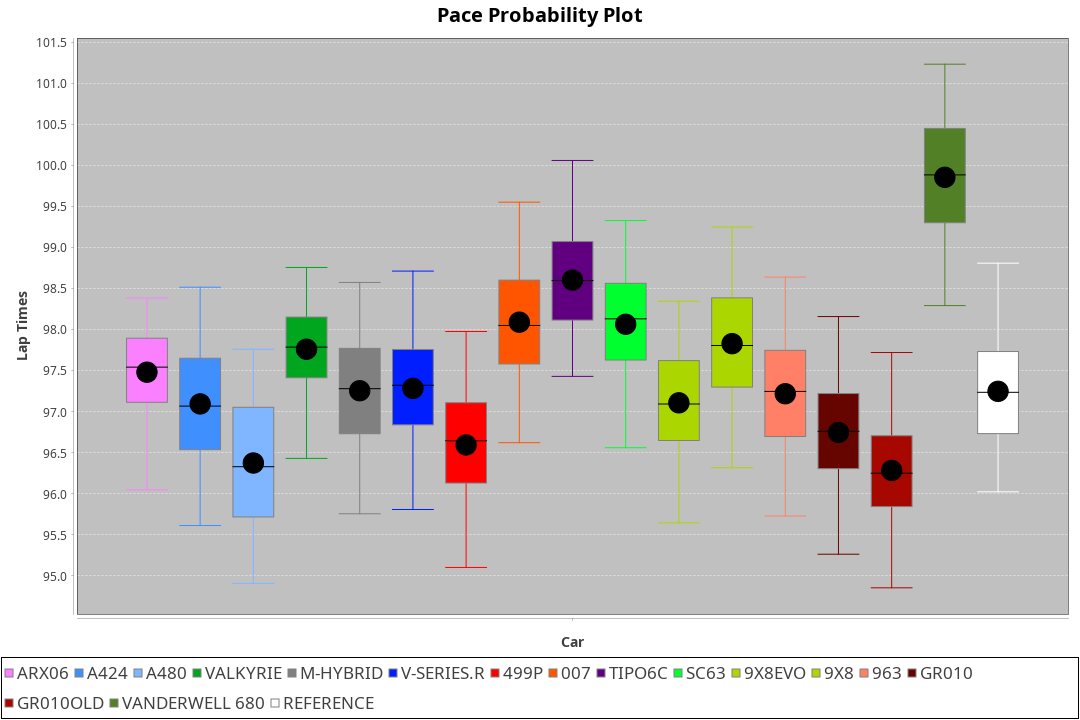 Pace Probability Plot
101.5
101.0
100.5
100.0
99.5
99.0
98.5
98.0
97.5
97.0
96.5
96.0
95.5
95.0
Lap Times
Car
ARX06 A424 A480 VALKYRIE M-HYBRID V-SERIES.R 499P 007 TIPO6C SC63 9X8EVO 9X8 963 GR010
GR010OLD VANDERWELL 680 REFERENCE